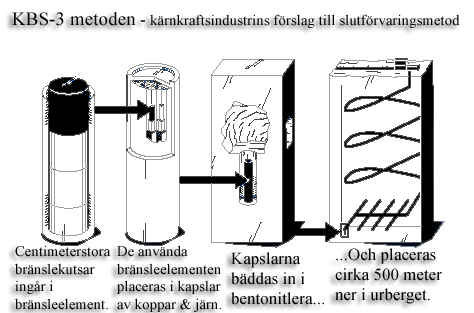 KBS-3 metoden - kärnkraftsindustrins förslag till slutförvaringsmetod
Centimeterstora
bränslekutsar
ingår i
bränsleelement.
De använda
bränsleelementen
placeras i kapslar
av koppar & järn.
Kapslarna
bäddas in i
bentonitlera...
...Och placeras
cirka 500 meter
ner i urberget.